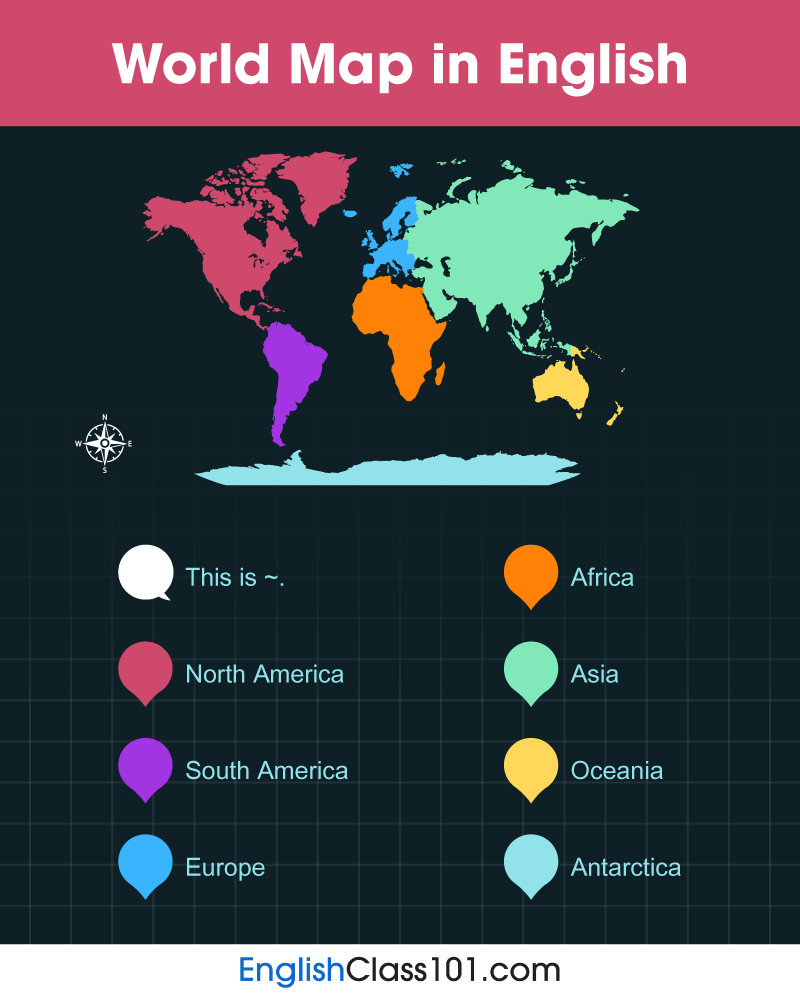 World Map in English
N
W E
S
This is ~.
Africa
North America
Asia
South America
Oceania
Europe
Antarctica
EnglishClass101.com